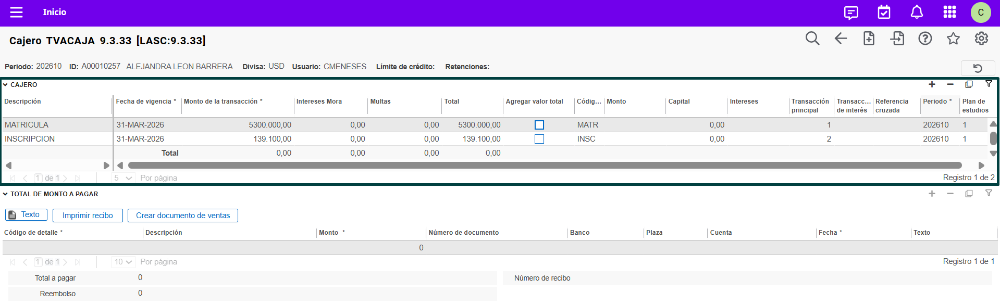 Inicio
C
Cajero TVACAJA 9.3.33 [LASC:9.3.33]
Periodo: 202610 ID: A00010257 ALEJANDRA LEON BARRERA Divisa: USD Usuario: CMENESES Límite de crédito: Retenciones:
CAJERO
Descripción Fecha de vigencia * Monto de la transacción * Intereses Mora Multas Total Agregar valor total Códig... Monto Capital Intereses Transacción principal Transacc... de interés Referencia cruzada Periodo * Plan de estudios
MATRICULA 31-MAR-2026 5300.000,00 0,00 0,00 5300.000,00 MATR 0,00 1 202610 1
INSCRIPCION 31-MAR-2026 139.100,00 0,00 0,00 139.100,00 INSC 0,00 2 202610 1
Total 0,00 0,00 0,00 0,00
1 de 1 5 Por página Registro 1 de 2
TOTAL DE MONTO A PAGAR
Texto Imprimir recibo Crear documento de ventas
Código de detalle * Descripción Monto * Número de documento Banco Plaza Cuenta Fecha * Texto
0
1 de 1 10 Por página Registro 1 de 1
Total a pagar 0 Número de recibo
Reembolso 0